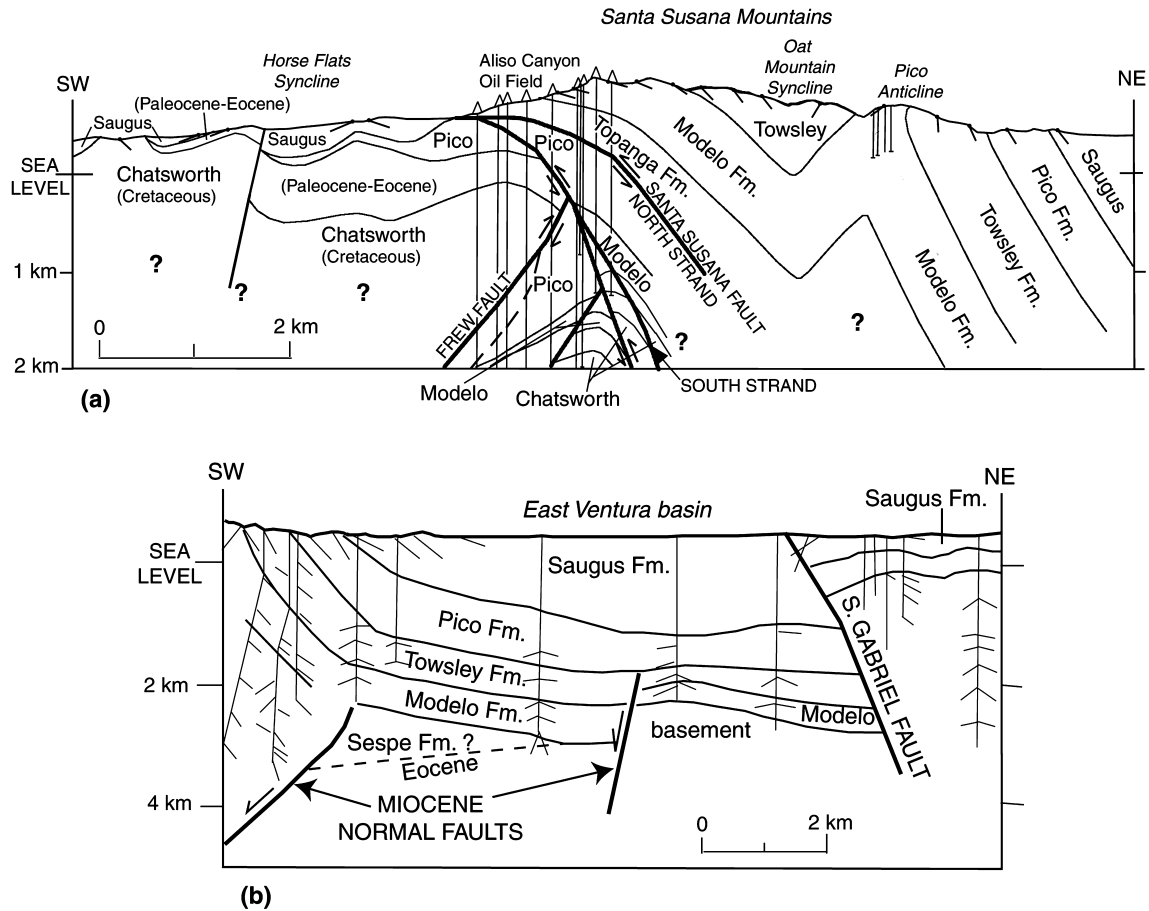 Santa Susana Mountains
SW
Horse Flats
Syncline
Aliso Canyon
Oil Field
Oat
Mountain
Syncline
Pico
Anticline
NE
(Paleocene-Eocene)
Saugus
Saugus
Pico
Pico
Topanga Fm.
Modelo Fm.
Towsley
Saugus
SEA
LEVEL
Chatsworth
(Cretaceous)
(Paleocene-Eocene)
Chatsworth
(Cretaceous)
SANTA SUSANA FAULT
NORTH STRAND
Modelo
Pico Fm.
Towsley Fm.
Modelo Fm.
?
?
?
1 km
Pico
FREW FAULT
?
?
0
2 km
2 km
Modelo
Chatsworth
SOUTH STRAND
(a)
SW
NE
East Ventura basin
Saugus Fm.
SEA
LEVEL
Saugus Fm.
Pico Fm.
S. GABRIEL FAULT
Towsley Fm.
2 km
Modelo Fm.
Modelo
basement
Sespe Fm. ?
Eocene
4 km
MIOCENE
NORMAL FAULTS
0
2 km
(b)